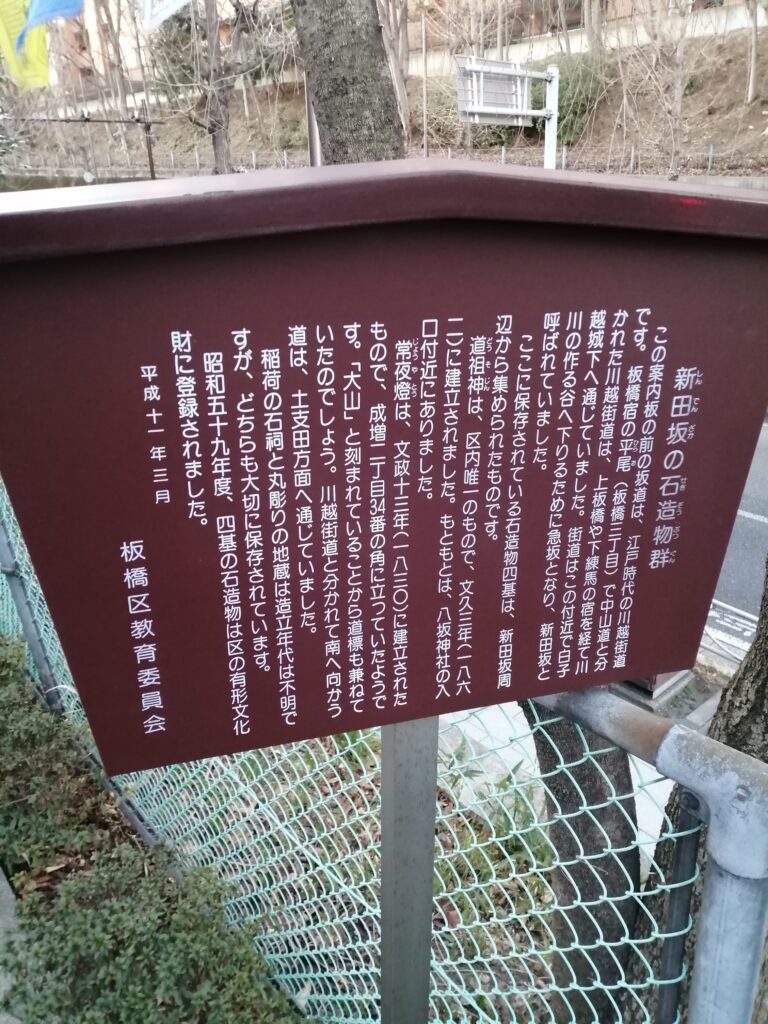 新田坂の石造物群
この案内板の前の坂道は、江戸時代の川越街道
です。板橋宿の平尾(板橋三丁目)で中山道と分
かれた川越街道は、上板橋や下練馬の宿を経て川
越城下へ通じていました。街道はこの付近で白子
川の作る谷へ下りるために急坂となり、新田坂と
呼ばれていました。
ここに保存されている石造物四基は、新田坂周
辺から集められたものです。
道祖神は、区内唯一のもので、文久三年(一八六
三)に建立されました。もともとは、八坂神社の入
口付近にありました。
常夜燈は、文政十三年(一八三〇)に建立された
もので、成増二丁目34番の角に立っていたようで
す。「大山」と刻まれていることから道標も兼ねて
いたのでしょう。川越街道と分かれて南へ向かう
道は、土支田方面へ通じていました。
稲荷の石祠と丸彫りの地蔵は造立年代は不明で
すが、どちらも大切に保存されています。
昭和五十九年度、四基の石造物は区の有形文化
財に登録されました。
平成十一年三月
板橋区教育委員会